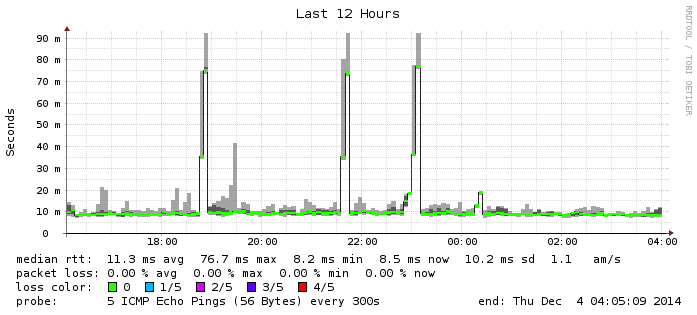 Last 12 Hours
RRDTOOL / TOBI OETIKER
Seconds
90 m
80 m
70 m
60 m
50 m
40 m
30 m
20 m
10 m
0
18:00 20:00 22:00 00:00 02:00 04:00
median rtt: 11.3 ms avg 76.7 ms max 8.2 ms min 8.5 ms now 10.2 ms sd 1.1 am/s
packet loss: 0.00 % avg 0.00 % max 0.00 % min 0.00 % now
loss color: 0 1/5 2/5 3/5 4/5
probe: 5 ICMP Echo Pings (56 Bytes) every 300s end: Thu Dec 4 04:05:09 2014